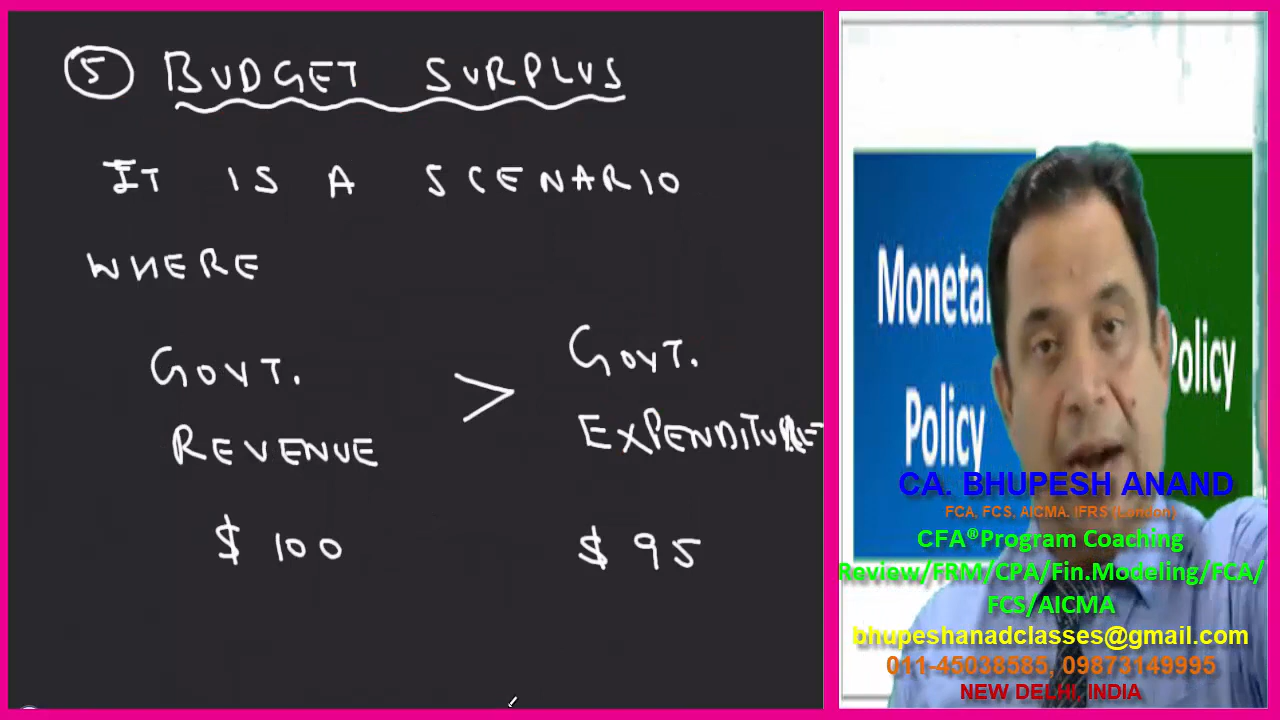 5 BUDGET SURPLUS
IT IS A SCENARIO
WHERE
GOVT. > GOVT.
REVENUE EXPENDITURE
$ 100 $ 95
Policy
Policy
CA. BHUPESH ANAND
FCA, FCS, AICMA. IFRS (London)
CFA®Program Coaching
Review/FRM/CPA/Fin.Modeling/FCA/
FCS/AICMA
bhupeshanadclasses@gmail.com
011-45038585, 09873149995
NEW DELHI, INDIA